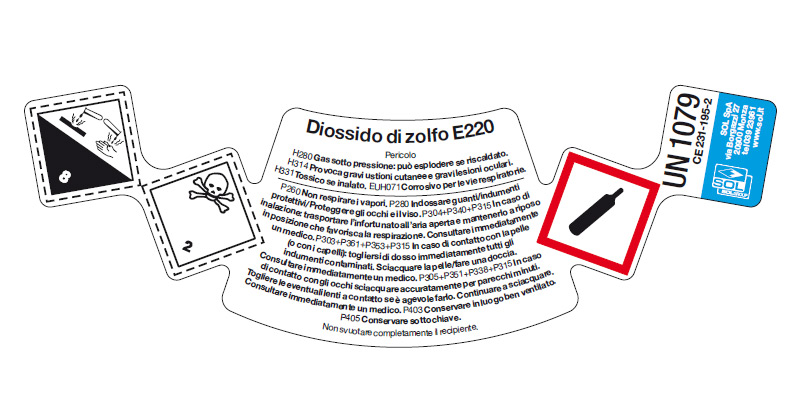 8
2
Diossido di zolfo E220
Pericolo
H280 Gas sotto pressione: può esplodere se riscaldato.
H314 Provoca gravi ustioni cutanee e gravi lesioni oculari.
H331 Tossico se inalato. EUH071 Corrosivo per le vie respiratorie.
P260 Non respirare i vapori. P280 Indossare guanti/indumenti
protettivi/Proteggere gli occhi e il viso. P304+P340+P315 In caso di
inalazione: trasportare l'infortunato all'aria aperta e mantenerlo a riposo
in posizione che favorisca la respirazione. Consultare immediatamente
un medico. P303+P361+P353+P315 In caso di contatto con la pelle
(o con i capelli): togliersi di dosso immediatamente tutti gli
indumenti contaminati. Sciacquare la pelle/fare una doccia.
Consultare immediatamente un medico. P305+P351+P338+P315 In caso
di contatto con gli occhi sciacquare accuratamente per parecchi minuti.
Togliere le eventuali lenti a contatto se è agevole farlo. Continuare a sciacquare.
Consultare immediatamente un medico. P403 Conservare in luogo ben ventilato.
P405 Conservare sotto chiave.
Non svuotare completamente il recipiente.
UN 1079
CE 231-195-2
SOL SpA
via Borgazzi 27
20900 Monza
tel 039 23961
www.sol.it
SOL